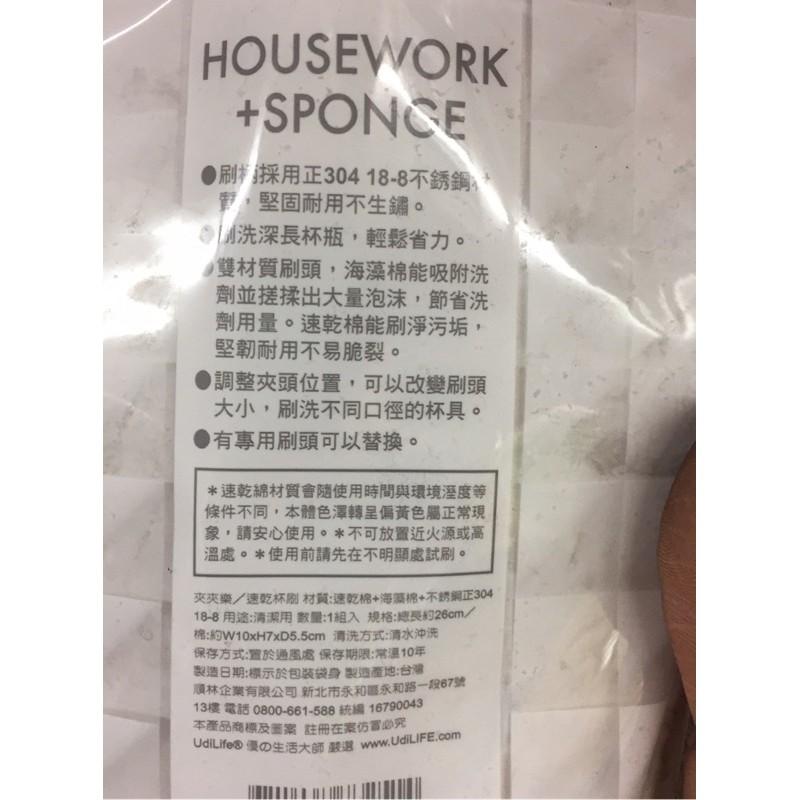 HOUSEWORK
+SPONGE
●刷柄採用正304 18-8不銹鋼材
質，堅固耐用不生鏽。
●刷洗深長杯瓶，輕鬆省力。
●雙材質刷頭，海藻棉能吸附洗
劑並搓揉出大量泡沫，節省洗
劑用量。速乾棉能刷淨污垢，
堅韌耐用不易脆裂。
●調整夾頭位置，可以改變刷頭
大小，刷洗不同口徑的杯具。
●有專用刷頭可以替換。
＊速乾綿材質會隨使用時間與環境溼度等
條件不同，本體色澤轉呈偏黃色屬正常現
象，請安心使用。＊不可放置近火源或高
溫處。＊使用前請先在不明顯處試刷。
夾夾樂／速乾杯刷 材質:速乾棉+海藻棉+不銹鋼正304
18-8 用途:清潔用 數量:1組入 規格:總長約26cm／
棉:約W10xH7xD5.5cm 清洗方式:清水沖洗
保存方式:置於通風處 保存期限:常溫10年
製造日期:標示於包裝袋身 製造產地:台灣
順林企業有限公司 新北市永和區永和路一段67號
13樓 電話 0800-661-588 統編 16790043
本產品商標及圖案 註冊在案仿冒必究
UdiLife® 優の生活大師 嚴選 www.UdiLIFE.com